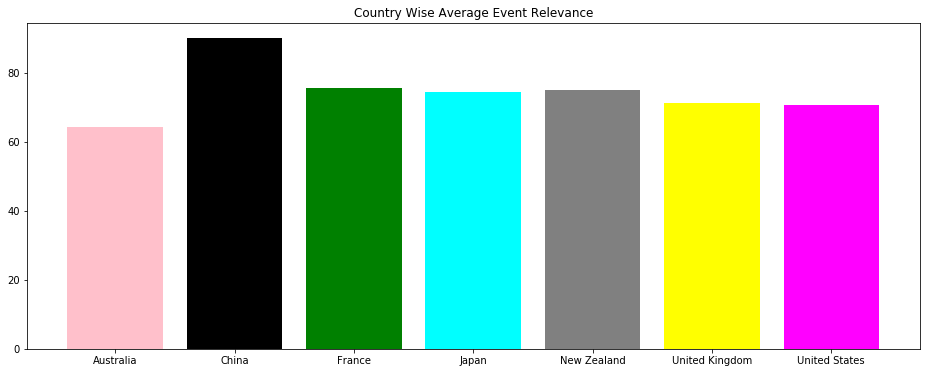 Country Wise Average Event Relevance
80
60
40
20
0
Australia China France Japan New Zealand United Kingdom United States